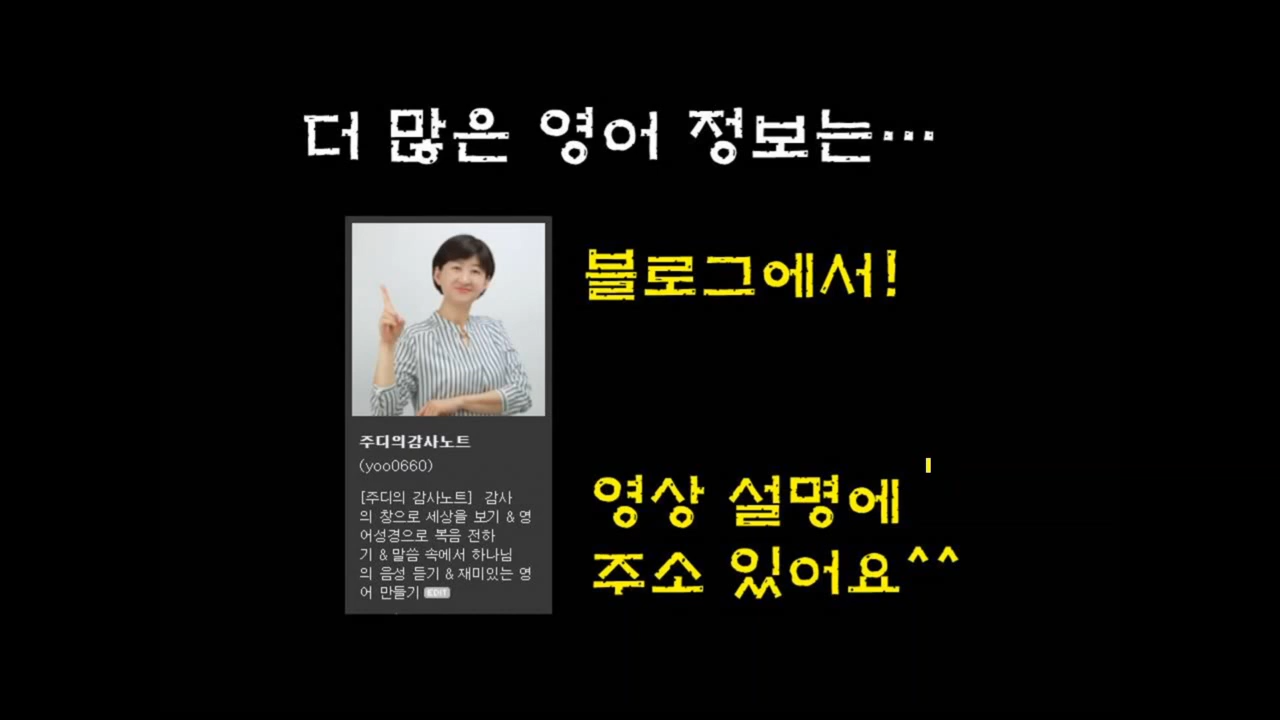 더 많은 영어 정보는...
블로그에서!
주디의감사노트
(yoo0660)
[주디의 감사노트] 감사
의 창으로 세상을 보기 & 영
어성경으로 복음 전하
기 & 말씀 속에서 하나님
의 음성 듣기 & 재미있는 영
어 만들기 EDIT
영상 설명에
주소 있어요^^